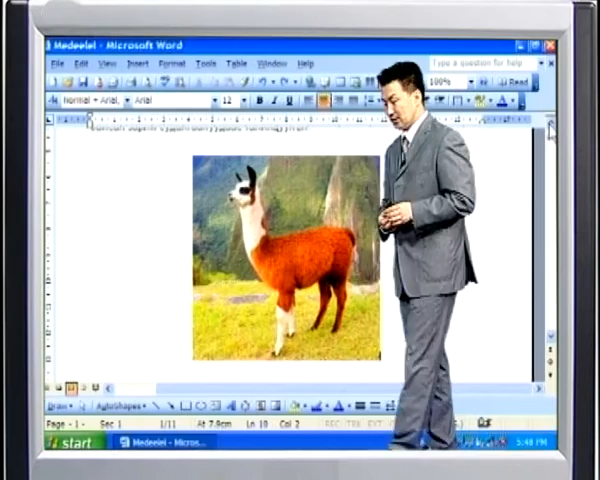 Medeelel - Microsoft Word
File Edit View Insert Format Tools Table Window Help
Type a question for help
100%
Read
Normal + Arial,
Arial
12
B I U
Draw
AutoShapes
Page - 1 - Sec 1 1/11 At 7.9cm Ln 10 Col 2 REC TRK EXT
start
Medeelel - Micros...
5:48 PM